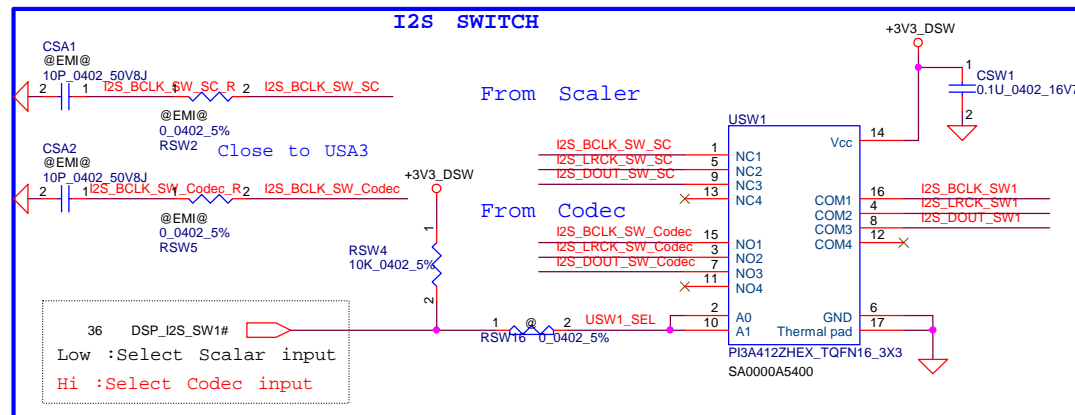 I2S SWITCH
CSA1
@EMI@
10P_0402_50V8J
2
1
I2S_BCLK_SW_SC_R
1
2
I2S_BCLK_SW_SC
@EMI@
0_0402_5%
RSW2
Close to USA3
CSA2
@EMI@
10P_0402_50V8J
2
1
I2S_BCLK_SW_Codec_R
1
2
I2S_BCLK_SW_Codec
@EMI@
0_0402_5%
RSW5
+3V3_DSW
1
RSW4
10K_0402_5%
2
36 DSP_I2S_SW1#
Low :Select Scalar input
Hi :Select Codec input
1
@
2
RSW16 0_0402_5%
USW1_SEL
From Scaler
I2S_BCLK_SW_SC
I2S_LRCK_SW_SC
I2S_DOUT_SW_SC
From Codec
I2S_BCLK_SW_Codec
I2S_LRCK_SW_Codec
I2S_DOUT_SW_Codec
USW1
1 NC1
5 NC2
9 NC3
13 NC4
15 NO1
3 NO2
7 NO3
11 NO4
2 A0
10 A1
Vcc 14
COM1 16
COM2 4
COM3 8
COM4 12
GND 6
Thermal pad 17
PI3A412ZHEX_TQFN16_3X3
SA0000A5400
I2S_BCLK_SW1
I2S_LRCK_SW1
I2S_DOUT_SW1
+3V3_DSW
1
CSW1
0.1U_0402_16V7
2